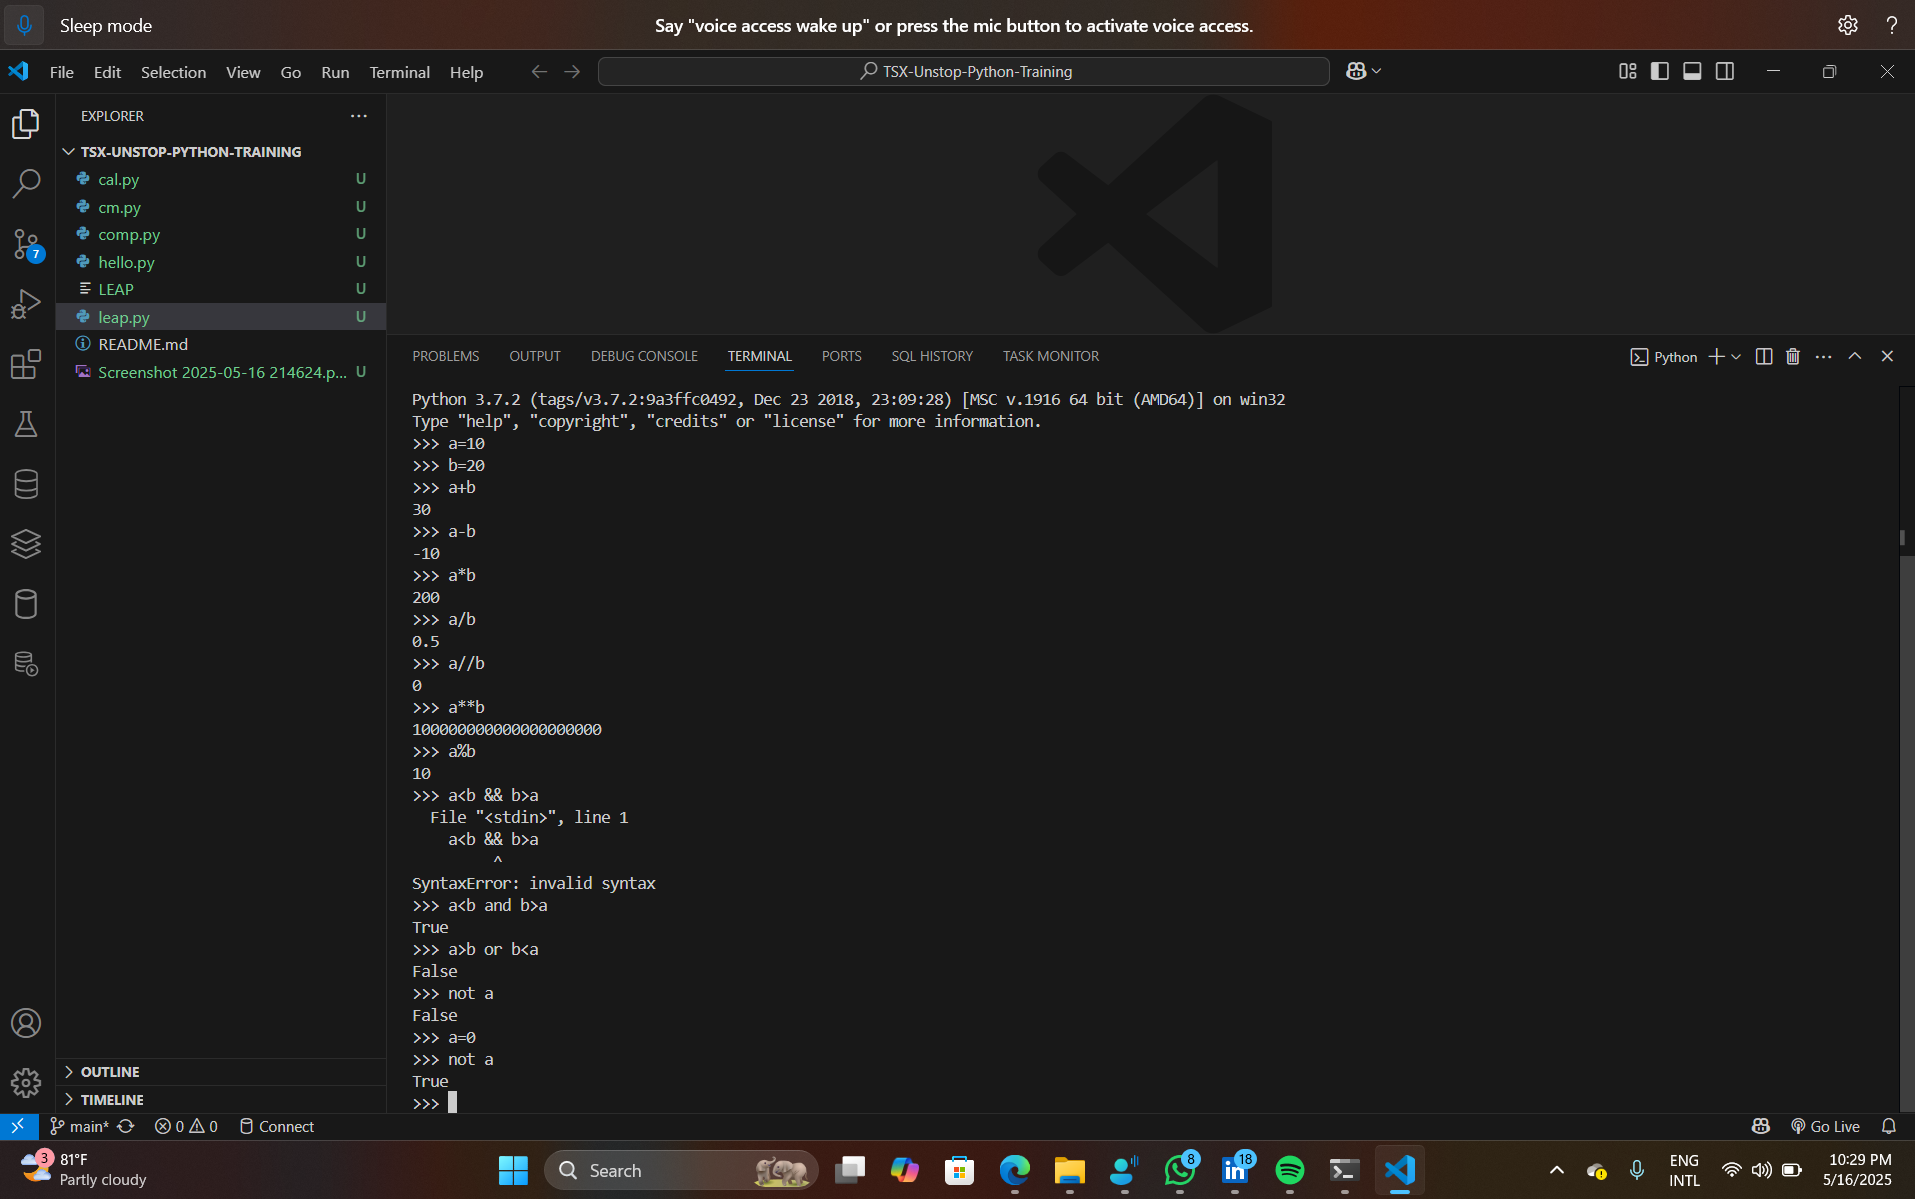 Sleep mode
Say "voice access wake up" or press the mic button to activate voice access.
File Edit Selection View Go Run Terminal Help
TSX-Unstop-Python-Training
EXPLORER
TSX-UNSTOP-PYTHON-TRAINING
cal.py U
cm.py U
comp.py U
hello.py U
LEAP U
leap.py U
README.md
Screenshot 2025-05-16 214624.p... U
7
OUTLINE
TIMELINE
PROBLEMS OUTPUT DEBUG CONSOLE TERMINAL PORTS SQL HISTORY TASK MONITOR
Python
Python 3.7.2 (tags/v3.7.2:9a3ffc0492, Dec 23 2018, 23:09:28) [MSC v.1916 64 bit (AMD64)] on win32
Type "help", "copyright", "credits" or "license" for more information.
>>> a=10
>>> b=20
>>> a+b
30
>>> a-b
-10
>>> a*b
200
>>> a/b
0.5
>>> a//b
0
>>> a**b
100000000000000000000
>>> a%b
10
>>> a<b && b>a
  File "<stdin>", line 1
    a<b && b>a
         ^
SyntaxError: invalid syntax
>>> a<b and b>a
True
>>> a>b or b<a
False
>>> not a
False
>>> a=0
>>> not a
True
>>>
main* 0 0 Connect
Go Live
3
81°F
Partly cloudy
Search
8
18
ENG
INTL
10:29 PM
5/16/2025